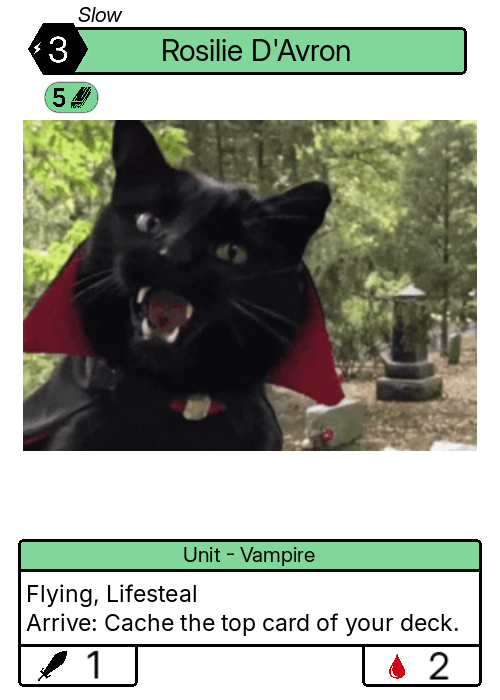 Slow
3
Rosilie D'Avron
5
Unit - Vampire
Flying, Lifesteal
Arrive: Cache the top card of your deck.
1
2